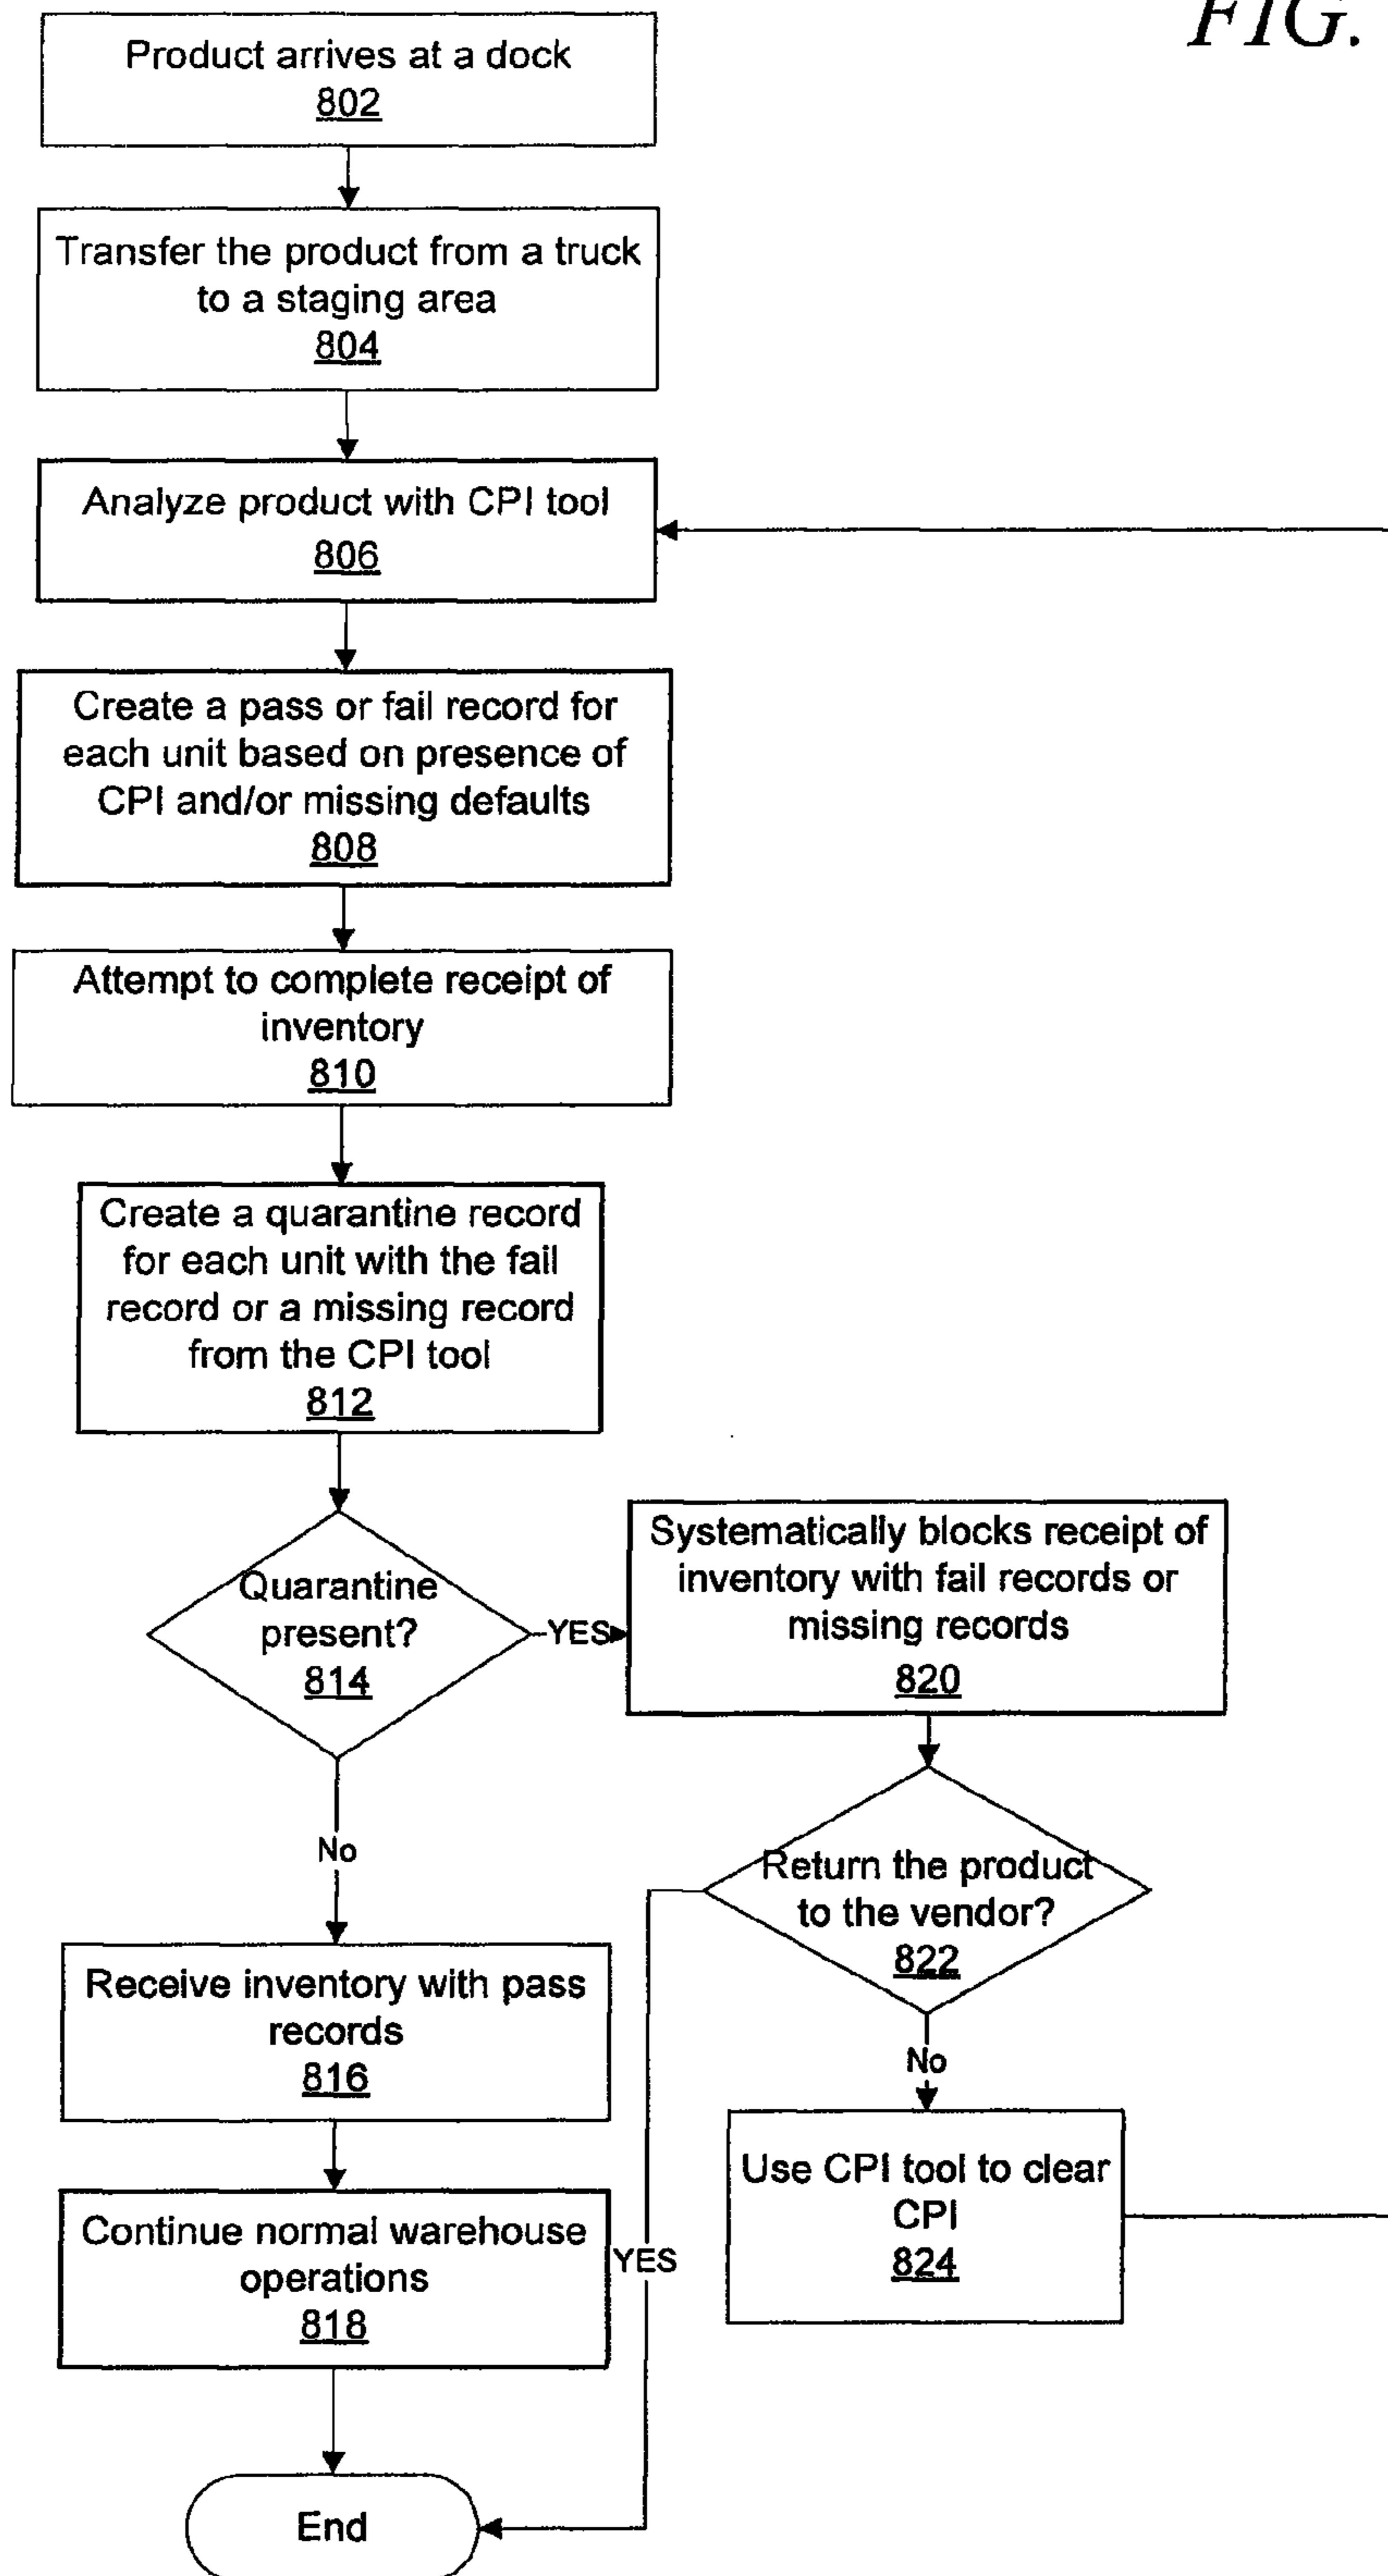 FIG.
Product arrives at a dock
802
Transfer the product from a truck
to a staging area
804
Analyze product with CPI tool
806
Create a pass or fail record for
each unit based on presence of
CPI and/or missing defaults
808
Attempt to complete receipt of
inventory
810
Create a quarantine record
for each unit with the fail
record or a missing record
from the CPI tool
812
Quarantine
present?
814
YES
Systematically blocks receipt of
inventory with fail records or
missing records
820
No
Return the product
to the vendor?
822
Receive inventory with pass
records
816
No
Use CPI tool to clear
CPI
824
Continue normal warehouse
operations
818
YES
End